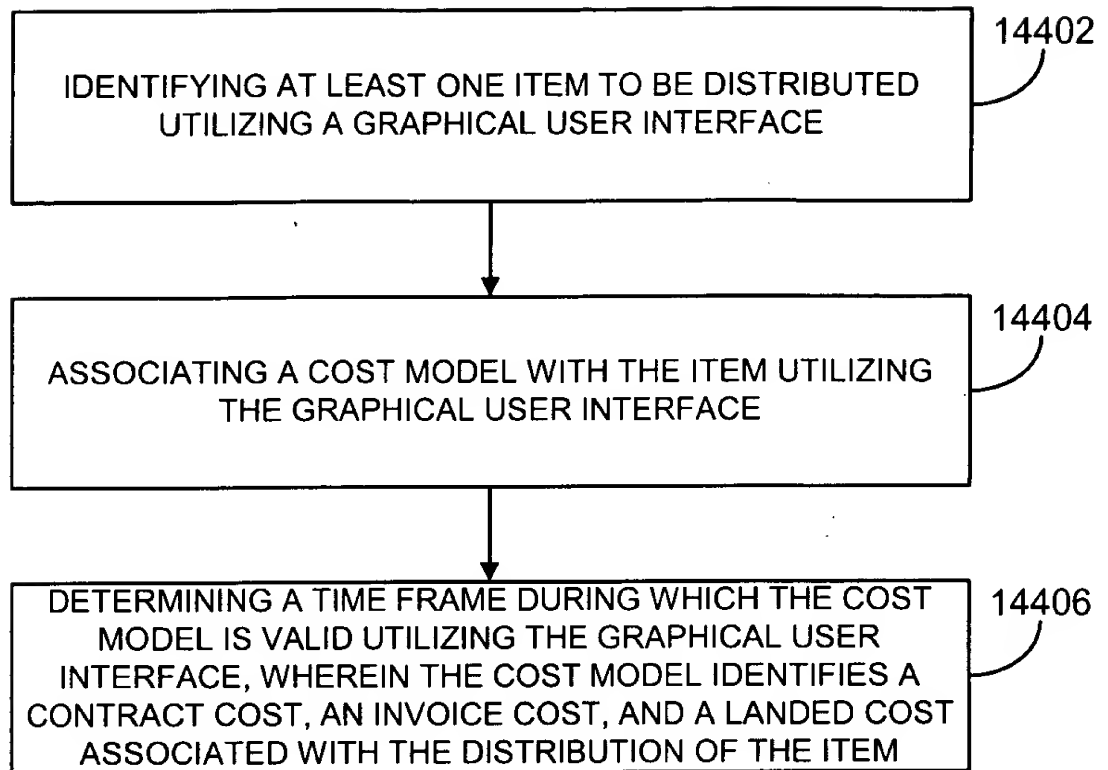 14402
IDENTIFYING AT LEAST ONE ITEM TO BE DISTRIBUTED
UTILIZING A GRAPHICAL USER INTERFACE
14404
ASSOCIATING A COST MODEL WITH THE ITEM UTILIZING
THE GRAPHICAL USER INTERFACE
14406
DETERMINING A TIME FRAME DURING WHICH THE COST
MODEL IS VALID UTILIZING THE GRAPHICAL USER
INTERFACE, WHEREIN THE COST MODEL IDENTIFIES A
CONTRACT COST, AN INVOICE COST, AND A LANDED COST
ASSOCIATED WITH THE DISTRIBUTION OF THE ITEM